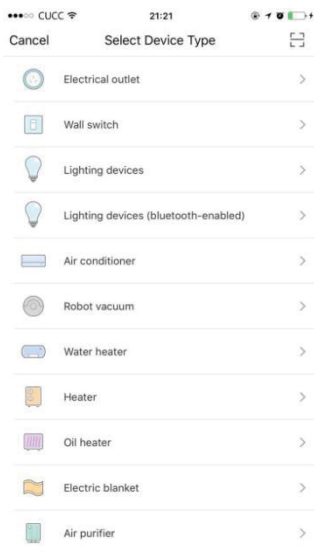 CUCC 21:21
Cancel Select Device Type
Electrical outlet
Wall switch
Lighting devices
Lighting devices (bluetooth-enabled)
Air conditioner
Robot vacuum
Water heater
Heater
Oil heater
Electric blanket
Air purifier